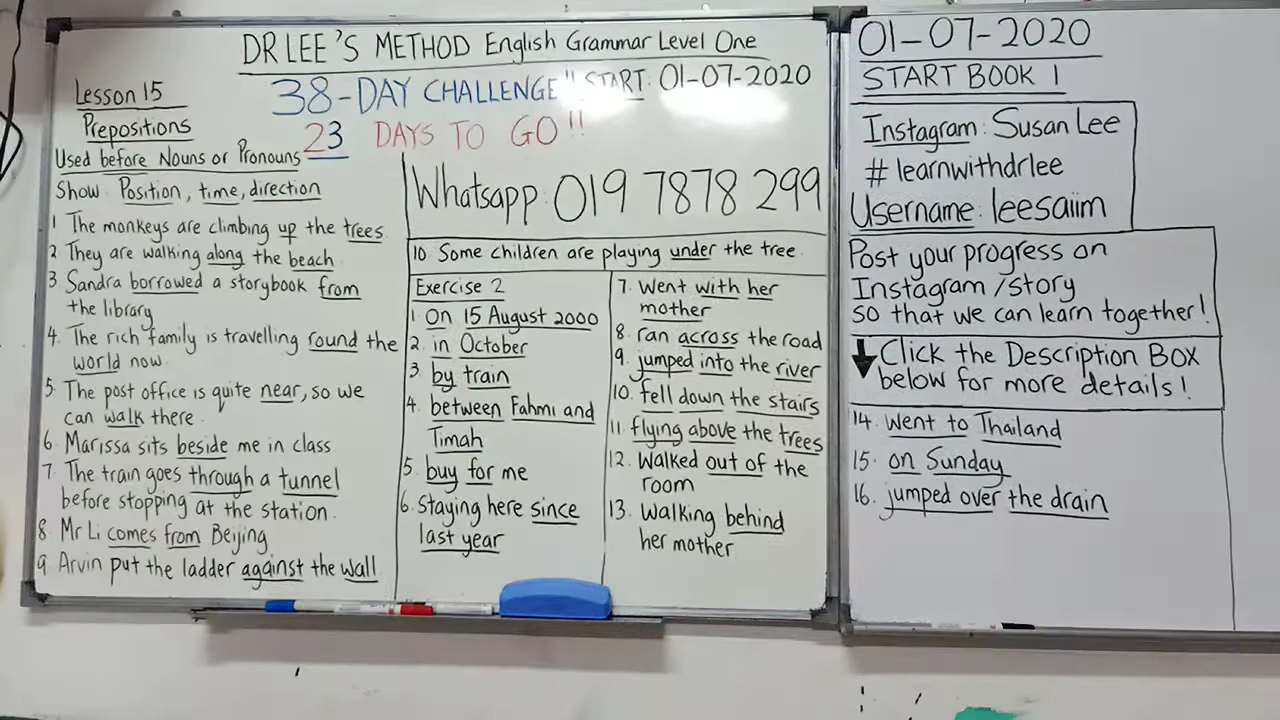 DR LEE'S METHOD English Grammar Level One
38-DAY CHALLENGE!! START: 01-07-2020
23 DAYS TO GO!!
Lesson 15
Prepositions
Used before Nouns or Pronouns
Show Position, time, direction
1 The monkeys are climbing up the trees
2 They are walking along the beach
3 Sandra borrowed a storybook from
the library
4. The rich family is travelling round the
world now.
5. The post office is quite near, so we
can walk there.
6. Marissa sits beside me in class
7. The train goes through a tunnel
before stopping at the station.
8 Mr Li comes from Beijing
9 Arvin put the ladder against the wall
Whatsapp: 019 7878 299
10 Some children are playing under the tree.
Exercise 2
1 On 15 August 2000
2. in October
3. by train
4. between Fahmi and
Timah
5. buy for me
6. Staying here since
last year
7. Went with her
mother
8. ran across the road
9. jumped into the river
10. fell down the stairs
11. flying above the trees
12. Walked out of the
room
13. Walking behind
her mother
01-07-2020
START BOOK 1
Instagram: Susan Lee
# learnwithdrlee
Username: leesaiim
Post your progress on
Instagram/story
so that we can learn together!
Click the Description Box
below for more details!
14. Went to Thailand
15. on Sunday
16. jumped over the drain